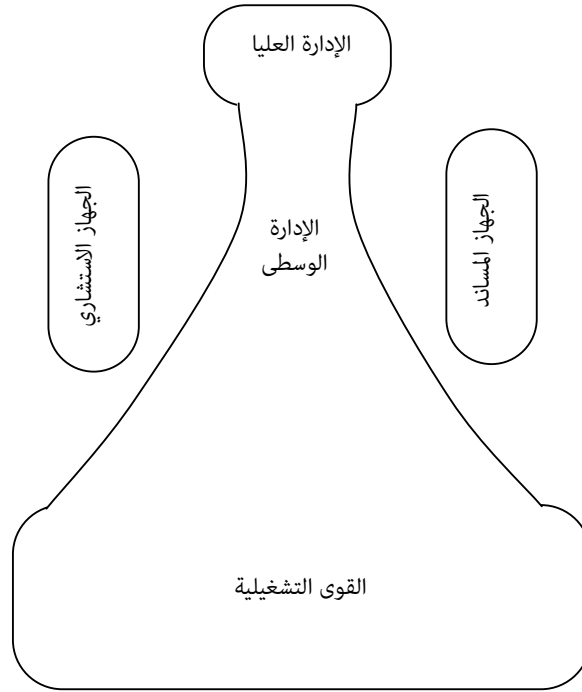 الإدارة العليا
الجهاز المساند
الإدارة
الوسطى
الجهاز الاستشاري
القوى التشغيلية